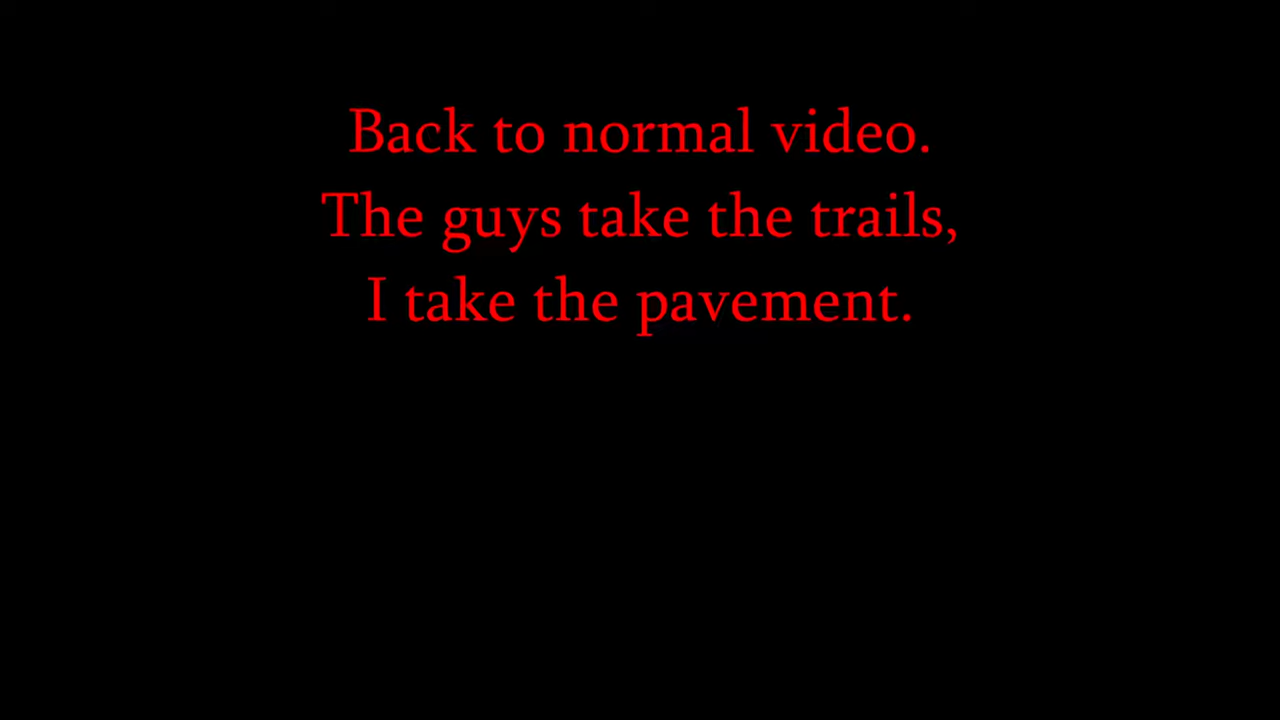 Back to normal video.
The guys take the trails,
I take the pavement.